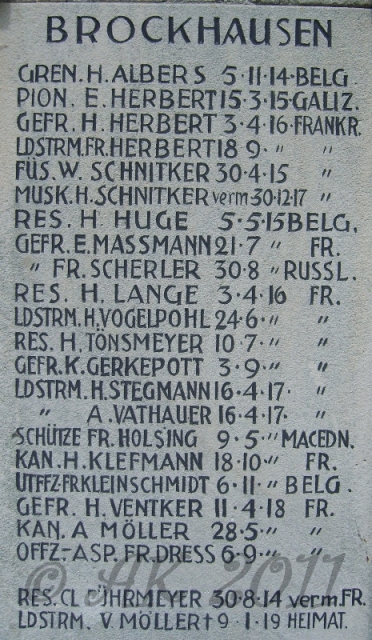 BROCKHAUSEN
GREN. H. ALBERS 5·11·14·BELG.
PION. E. HERBERT 15·3·15·GALIZ.
GEFR. H. HERBERT 3·4·16·FRANKR.
LDSTRM. FR. HERBERT 18 9·" "
FÜS. W. SCHNITKER 30·4·15 "
MUSK. H. SCHNITKER verm 30·12·17 "
RES. H. HUGE 5·5·15 BELG.
GEFR. E. MASSMANN 21·7 " FR.
" FR. SCHERLER 30·8 " RUSSL.
RES. H. LANGE 3·4·16 FR.
LDSTRM. H. VOGELPOHL 24·6·" "
RES. H. TÖNSMEYER 10·7·" "
GEFR. K. GERKEPOTT 3·9·" "
LDSTRM. H. STEGMANN 16·4·17· "
" A. VATHAUER 16·4·17· "
SCHÜTZE FR. HOLSING 9·5·" MACEDN.
KAN. H. KLEFMANN 18·10·" FR.
UTFFZ·FR KLEINSCHMIDT 6·11·" BELG.
GEFR. H. VENTKER 11·4·18 FR.
KAN. A MÖLLER 28·5·" "
OFFZ-ASP. FR. DRESS 6·9·" "
© AK 2011
RES. CL LÜHRMEYER 30·8·14 verm. FR.
LDSTRM. V MÖLLER † 9·1·19 HEIMAT.